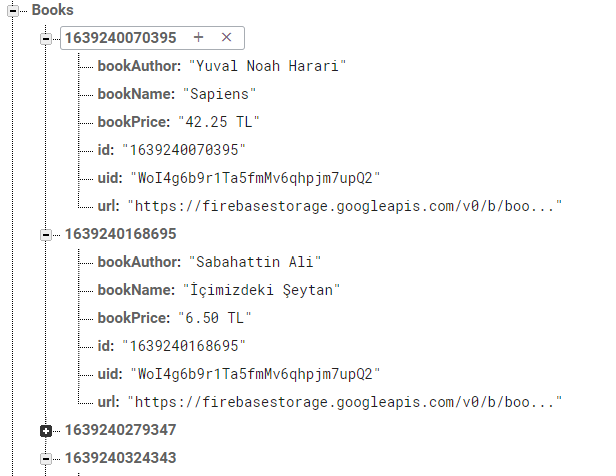 Books
1639240070395
bookAuthor: "Yuval Noah Harari"
bookName: "Sapiens"
bookPrice: "42.25 TL"
id: "1639240070395"
uid: "WoI4g6b9r1Ta5fmMv6qhpjm7upQ2"
url: "https://firebasestorage.googleapis.com/v0/b/boo..."
1639240168695
bookAuthor: "Sabahattin Ali"
bookName: "İçimizdeki Şeytan"
bookPrice: "6.50 TL"
id: "1639240168695"
uid: "WoI4g6b9r1Ta5fmMv6qhpjm7upQ2"
url: "https://firebasestorage.googleapis.com/v0/b/boo..."
1639240279347
1639240324343